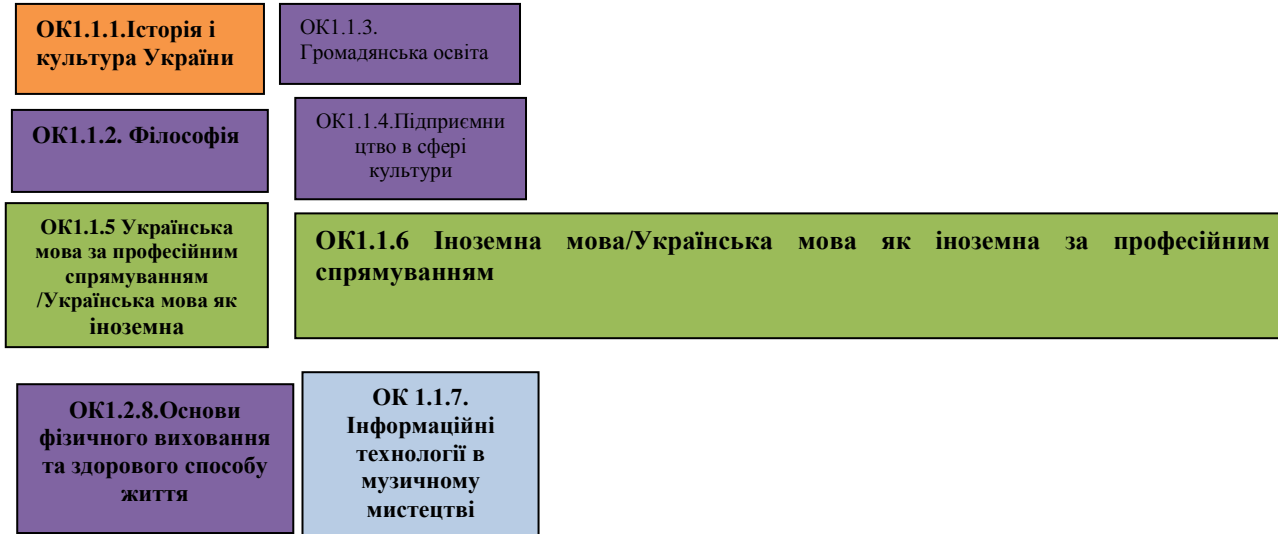 ОК1.1.1.Історія і
культура України
ОК1.1.3.
Громадянська освіта
ОК1.1.2. Філософія
ОК1.1.4.Підприємни
цтво в сфері
культури
ОК1.1.5 Українська
мова за професійним
спрямуванням
/Українська мова як
іноземна
ОК1.1.6 Іноземна мова/Українська мова як іноземна за професійним
спрямуванням
ОК1.2.8.Основи
фізичного виховання
та здорового способу
життя
ОК 1.1.7.
Інформаційні
технології в
музичному
мистецтві